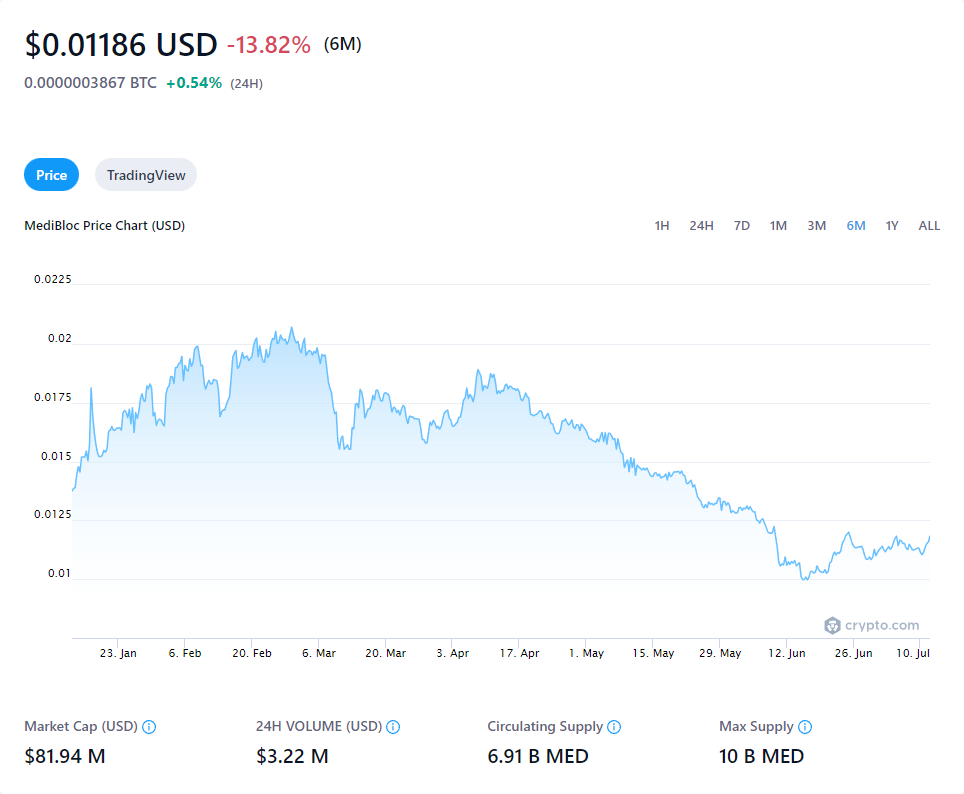 $0.01186 USD -13.82% (6M)
0.0000003867 BTC +0.54% (24H)
Price TradingView
MediBloc Price Chart (USD) 1H 24H 7D 1M 3M 6M 1Y ALL
0.0225
0.02
0.0175
0.015
0.0125
0.01
crypto.com
23. Jan 6. Feb 20. Feb 6. Mar 20. Mar 3. Apr 17. Apr 1. May 15. May 29. May 12. Jun 26. Jun 10. Jul
Market Cap (USD) 24H VOLUME (USD) Circulating Supply Max Supply
$81.94 M $3.22 M 6.91 B MED 10 B MED